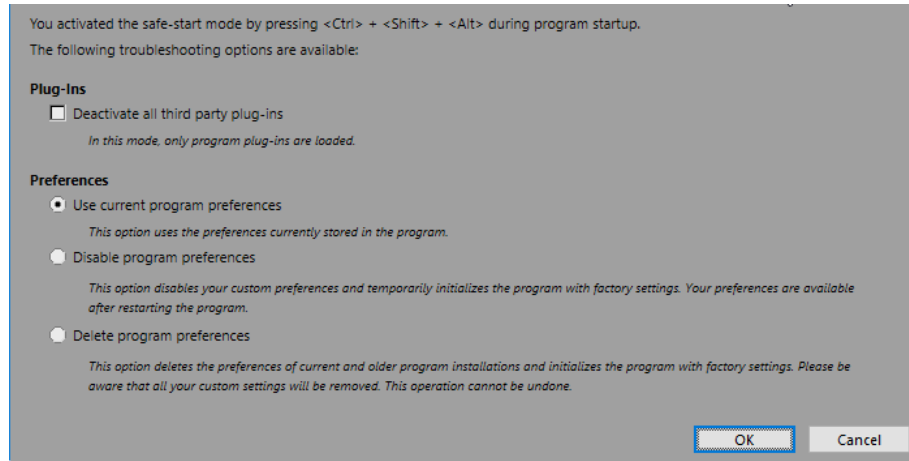 You activated the safe-start mode by pressing <Ctrl> + <Shift> + <Alt> during program startup.
The following troubleshooting options are available:
Plug-Ins
Deactivate all third party plug-ins
In this mode, only program plug-ins are loaded.
Preferences
Use current program preferences
This option uses the preferences currently stored in the program.
Disable program preferences
This option disables your custom preferences and temporarily initializes the program with factory settings. Your preferences are available
after restarting the program.
Delete program preferences
This option deletes the preferences of current and older program installations and initializes the program with factory settings. Please be
aware that all your custom settings will be removed. This operation cannot be undone.
OK Cancel